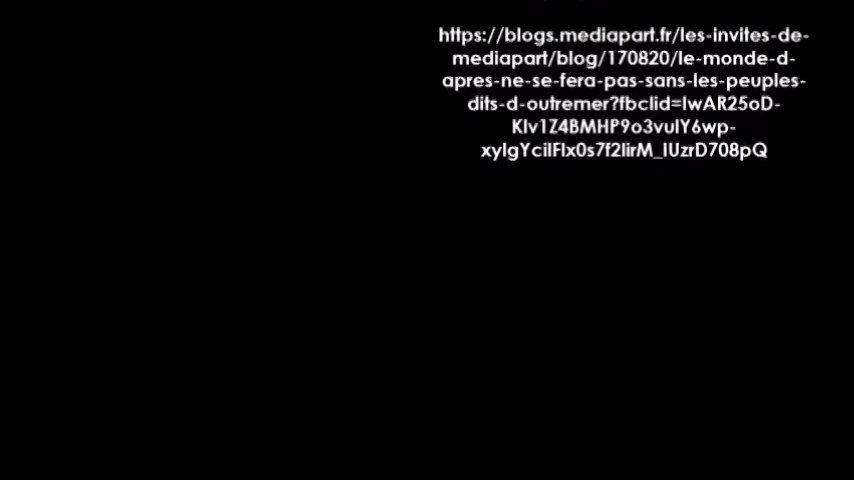 https://blogs.mediapart.fr/les-invites-de-
mediapart/blog/170820/le-monde-d-
apres-ne-se-fera-pas-sans-les-peuples-
dits-d-outremer?fbclid=IwAR25oD-
KIv1Z4BMHP9o3vuIY6wp-
xyIgYciIFIx0s7f2IirM_IUzrD708pQ